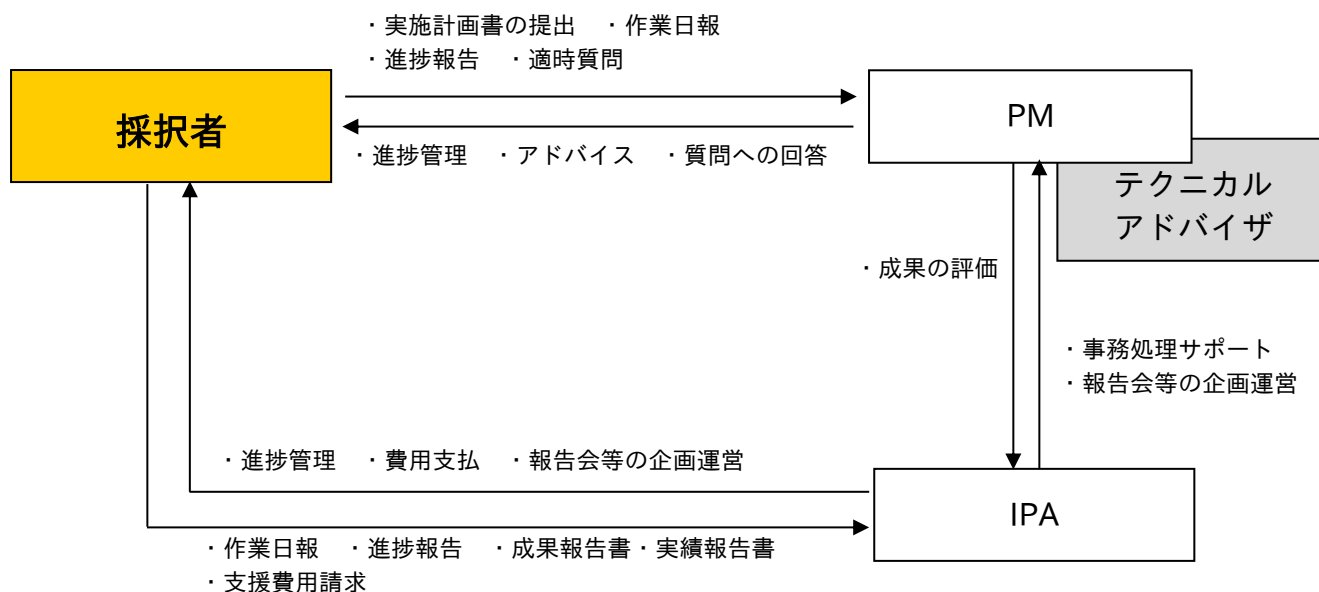 ・実施計画書の提出　・作業日報
・進捗報告　・適時質問
採択者
PM
・進捗管理　・アドバイス　・質問への回答
テクニカル
アドバイザ
・成果の評価
・事務処理サポート
・報告会等の企画運営
・進捗管理　・費用支払　・報告会等の企画運営
IPA
・作業日報　・進捗報告　・成果報告書・実績報告書
・支援費用請求